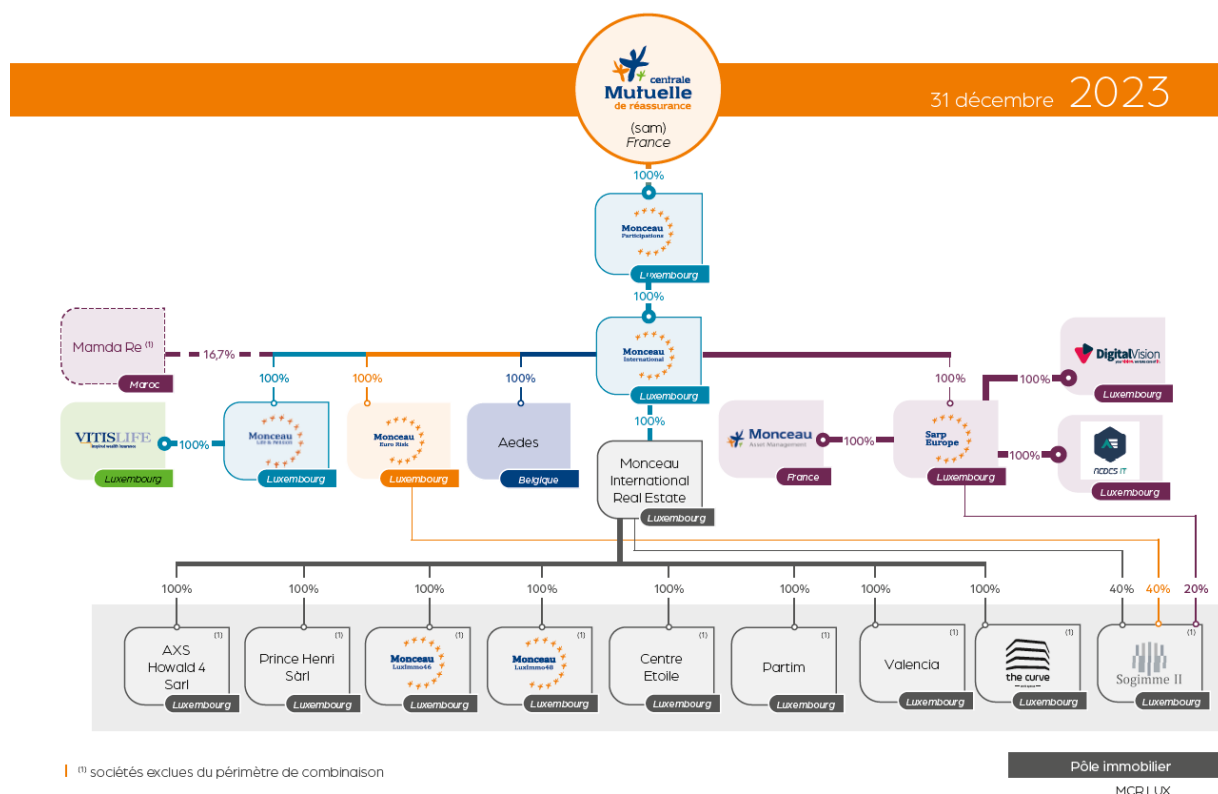 centrale
Mutuelle
de réassurance
(sam)
France
31 décembre 2023
100%
Monceau
Participations
Luxembourg
100%
Mamda Re (1)
Maroc
16,7%
Monceau
International
Luxembourg
100%
100%
100%
100%
100%
DigitalVision
Luxembourg
100%
VITISLIFE
Luxembourg
100%
Monceau
Life & Pension
Luxembourg
Monceau
Euro Risk
Luxembourg
Aedes
Belgique
Monceau
International
Real Estate
Luxembourg
Monceau
Asset Management
France
100%
Sarp
Europe
Luxembourg
100%
Luxembourg
100%
100%
100%
100%
100%
100%
100%
100%
40%
40%
20%
AXS
Howald 4
Sarl
(1)
Luxembourg
Prince Henri
Sàrl
(1)
Luxembourg
Monceau
LuxImmo46
(1)
Luxembourg
Monceau
LuxImmo48
(1)
Luxembourg
Centre
Etoile
(1)
Luxembourg
Partim
(1)
Luxembourg
Valencia
(1)
Luxembourg
the curve
(1)
Luxembourg
Sogimme II
(1)
Luxembourg
(1) sociétés exclues du périmètre de combinaison
Pôle immobilier
MCR LUX